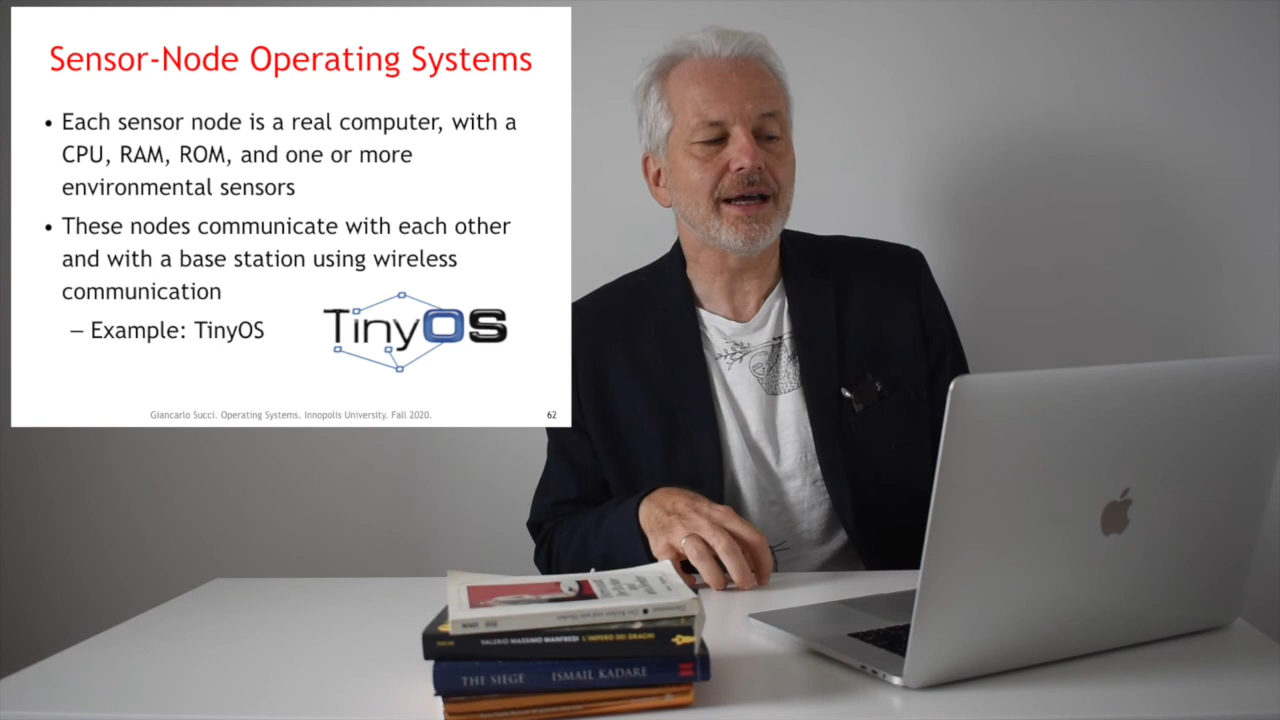 Sensor-Node Operating Systems
• Each sensor node is a real computer, with a
CPU, RAM, ROM, and one or more
environmental sensors
• These nodes communicate with each other
and with a base station using wireless
communication
– Example: TinyOS
TinyOS
Giancarlo Succi. Operating Systems. Innopolis University. Fall 2020.
62
VALERIO MASSIMO MANFREDI L'IMPERO DEI DRAGHI
THE SIEGE ISMAIL KADARE